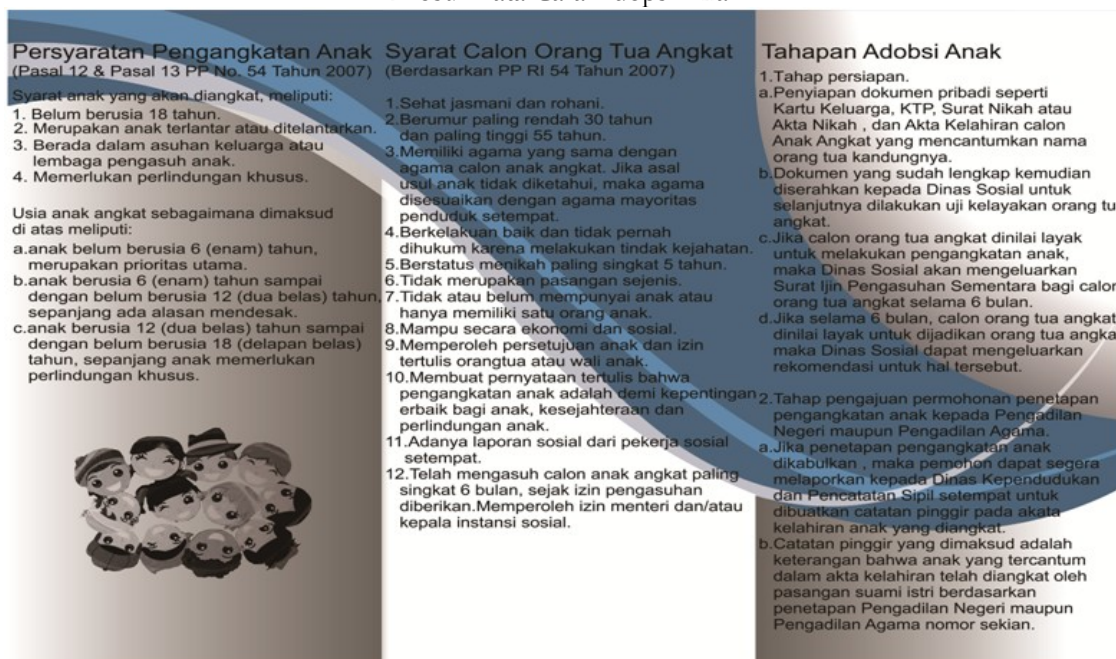 Persyaratan Pengangkatan Anak
(Pasal 12 & Pasal 13 PP No. 54 Tahun 2007)
Syarat anak yang akan diangkat, meliputi:
1. Belum berusia 18 tahun.
2. Merupakan anak terlantar atau ditelantarkan.
3. Berada dalam asuhan keluarga atau
lembaga pengasuh anak.
4. Memerlukan perlindungan khusus.
Usia anak angkat sebagaimana dimaksud
di atas meliputi:
a.anak belum berusia 6 (enam) tahun,
merupakan prioritas utama.
b.anak berusia 6 (enam) tahun sampai
dengan belum berusia 12 (dua belas) tahun,
sepanjang ada alasan mendesak.
c.anak berusia 12 (dua belas) tahun sampai
dengan belum berusia 18 (delapan belas)
tahun, sepanjang anak memerlukan
perlindungan khusus.
Syarat Calon Orang Tua Angkat
(Berdasarkan PP RI 54 Tahun 2007)
1.Sehat jasmani dan rohani.
2.Berumur paling rendah 30 tahun
dan paling tinggi 55 tahun.
3.Memiliki agama yang sama dengan
agama calon anak angkat. Jika asal
usul anak tidak diketahui, maka agama
disesuaikan dengan agama mayoritas
penduduk setempat.
4.Berkelakuan baik dan tidak pernah
dihukum karena melakukan tindak kejahatan.
5.Berstatus menikah paling singkat 5 tahun.
6.Tidak merupakan pasangan sejenis.
7.Tidak atau belum mempunyai anak atau
hanya memiliki satu orang anak.
8.Mampu secara ekonomi dan sosial.
9.Memperoleh persetujuan anak dan izin
tertulis orangtua atau wali anak.
10.Membuat pernyataan tertulis bahwa
pengangkatan anak adalah demi kepentingan
erbaik bagi anak, kesejahteraan dan
perlindungan anak.
11.Adanya laporan sosial dari pekerja sosial
setempat.
12.Telah mengasuh calon anak angkat paling
singkat 6 bulan, sejak izin pengasuhan
diberikan.Memperoleh izin menteri dan/atau
kepala instansi sosial.
Tahapan Adobsi Anak
1.Tahap persiapan.
a.Penyiapan dokumen pribadi seperti
Kartu Keluarga, KTP, Surat Nikah atau
Akta Nikah , dan Akta Kelahiran calon
Anak Angkat yang mencantumkan nama
orang tua kandungnya.
b.Dokumen yang sudah lengkap kemudian
diserahkan kepada Dinas Sosial untuk
selanjutnya dilakukan uji kelayakan orang tu
angkat.
c.Jika calon orang tua angkat dinilai layak
untuk melakukan pengangkatan anak,
maka Dinas Sosial akan mengeluarkan
Surat Ijin Pengasuhan Sementara bagi calor
orang tua angkat selama 6 bulan.
d.Jika selama 6 bulan, calon orang tua angkat
dinilai layak untuk dijadikan orang tua angka
maka Dinas Sosial dapat mengeluarkan
rekomendasi untuk hal tersebut.
2.Tahap pengajuan permohonan penetapan
pengangkatan anak kepada Pengadilan
Negeri maupun Pengadilan Agama.
a.Jika penetapan pengangkatan anak
dikabulkan , maka pemohon dapat segera
melaporkan kepada Dinas Kependudukan
dan Pencatatan Sipil setempat untuk
dibuatkan catatan pinggir pada akata
kelahiran anak yang diangkat.
b.Catatan pinggir yang dimaksud adalah
keterangan bahwa anak yang tercantum
dalam akta kelahiran telah diangkat oleh
pasangan suami istri berdasarkan
penetapan Pengadilan Negeri maupun
Pengadilan Agama nomor sekian.